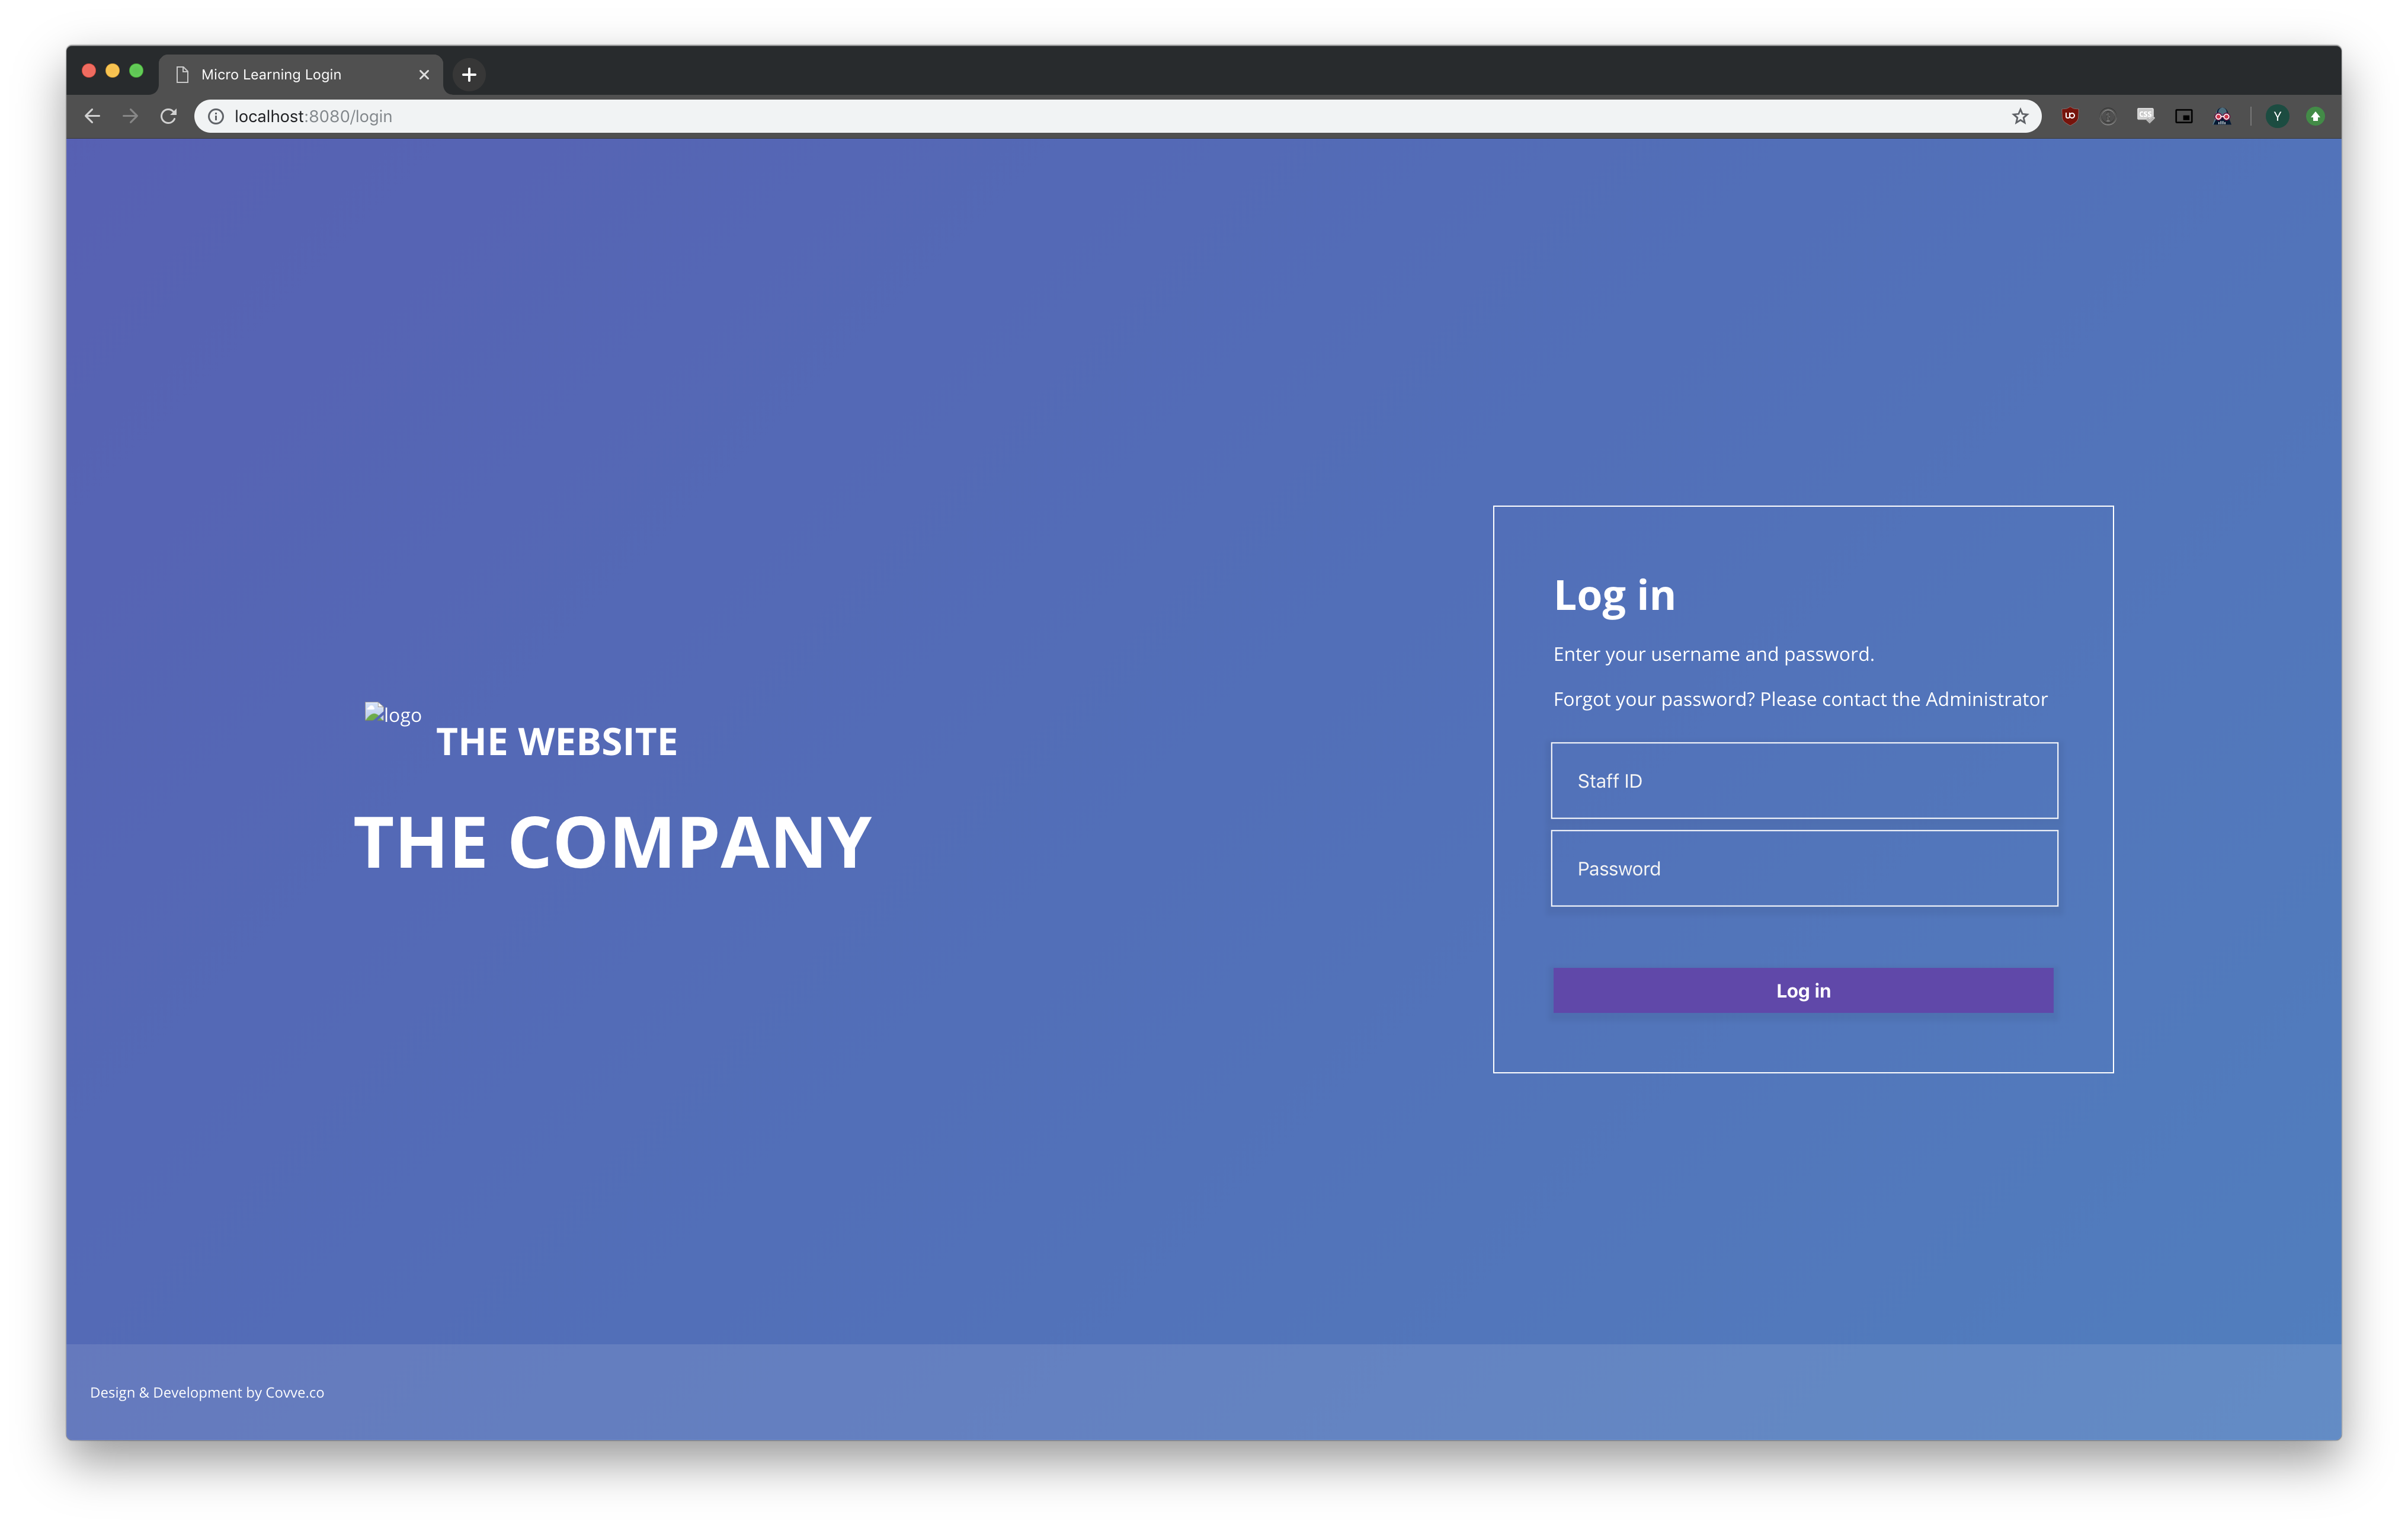 Micro Learning Login
localhost:8080/login
Y
logo
THE WEBSITE
THE COMPANY
Log in
Enter your username and password.
Forgot your password? Please contact the Administrator
Staff ID
Password
Log in
Design & Development by Covve.co